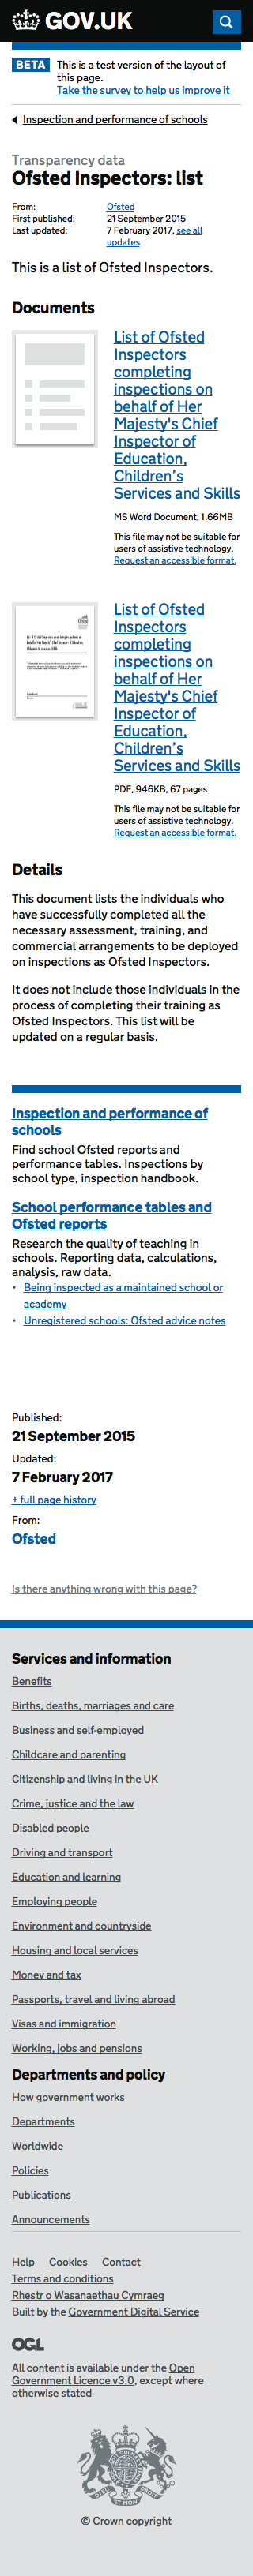 GOV.UK
BETA
This is a test version of the layout of
this page.
Take the survey to help us improve it
Inspection and performance of schools
Transparency data
Ofsted Inspectors: list
From: Ofsted
First published: 21 September 2015
Last updated: 7 February 2017, see all
updates
This is a list of Ofsted Inspectors.
Documents
List of Ofsted
Inspectors
completing
inspections on
behalf of Her
Majesty's Chief
Inspector of
Education,
Children’s
Services and Skills
MS Word Document, 1.66MB
This file may not be suitable for
users of assistive technology.
Request an accessible format.
List of Ofsted
Inspectors
completing
inspections on
behalf of Her
Majesty's Chief
Inspector of
Education,
Children’s
Services and Skills
PDF, 946KB, 67 pages
This file may not be suitable for
users of assistive technology.
Request an accessible format.
Details
This document lists the individuals who
have successfully completed all the
necessary assessment, training, and
commercial arrangements to be deployed
on inspections as Ofsted Inspectors.
It does not include those individuals in the
process of completing their training as
Ofsted Inspectors. This list will be
updated on a regular basis.
Inspection and performance of
schools
Find school Ofsted reports and
performance tables. Inspections by
school type, inspection handbook.
School performance tables and
Ofsted reports
Research the quality of teaching in
schools. Reporting data, calculations,
analysis, raw data.
• Being inspected as a maintained school or
academy
• Unregistered schools: Ofsted advice notes
Published:
21 September 2015
Updated:
7 February 2017
+ full page history
From:
Ofsted
Is there anything wrong with this page?
Services and information
Benefits
Births, deaths, marriages and care
Business and self-employed
Childcare and parenting
Citizenship and living in the UK
Crime, justice and the law
Disabled people
Driving and transport
Education and learning
Employing people
Environment and countryside
Housing and local services
Money and tax
Passports, travel and living abroad
Visas and immigration
Working, jobs and pensions
Departments and policy
How government works
Departments
Worldwide
Policies
Publications
Announcements
Help Cookies Contact
Terms and conditions
Rhestr o Wasanaethau Cymraeg
Built by the Government Digital Service
OGL
All content is available under the Open
Government Licence v3.0, except where
otherwise stated
© Crown copyright